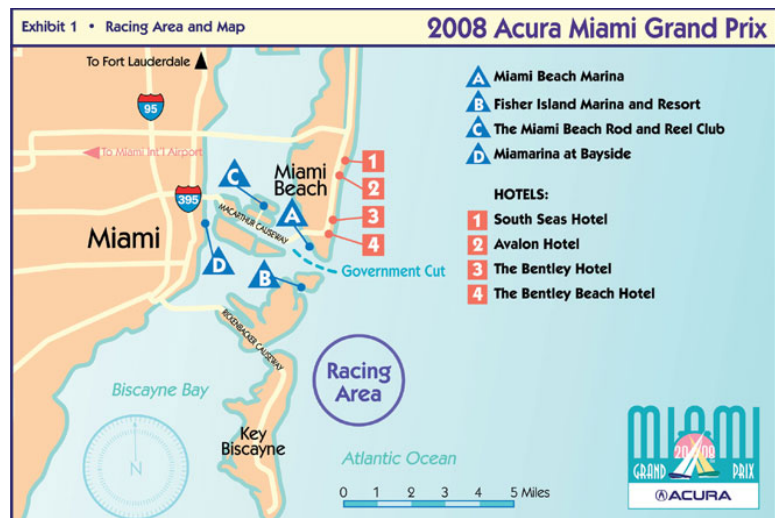 Exhibit 1 • Racing Area and Map
2008 Acura Miami Grand Prix
To Fort Lauderdale
95
To Miami Int'l Airport
395
Miami
Miami
Beach
MACARTHUR CAUSEWAY
C
A
D
B
1
2
3
4
Government Cut
RICKENBACKER CAUSEWAY
Racing
Area
Biscayne Bay
N
Key
Biscayne
Atlantic Ocean
0 1 2 3 4 5 Miles
A Miami Beach Marina
B Fisher Island Marina and Resort
C The Miami Beach Rod and Reel Club
D Miamarina at Bayside
HOTELS:
1 South Seas Hotel
2 Avalon Hotel
3 The Bentley Hotel
4 The Bentley Beach Hotel
MIAMI
2008
GRAND PRIX
ACURA